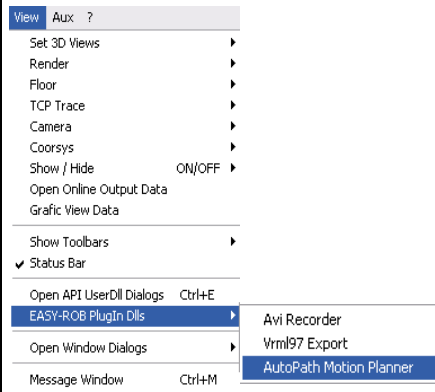 View Aux ?
Set 3D Views
Render
Floor
TCP Trace
Camera
Coorsys
Show / Hide ON/OFF
Open Online Output Data
Grafic View Data
Show Toolbars
Status Bar
Open API UserDll Dialogs Ctrl+E
EASY-ROB PlugIn Dlls
Avi Recorder
Vrml97 Export
AutoPath Motion Planner
Open Window Dialogs
Message Window Ctrl+M